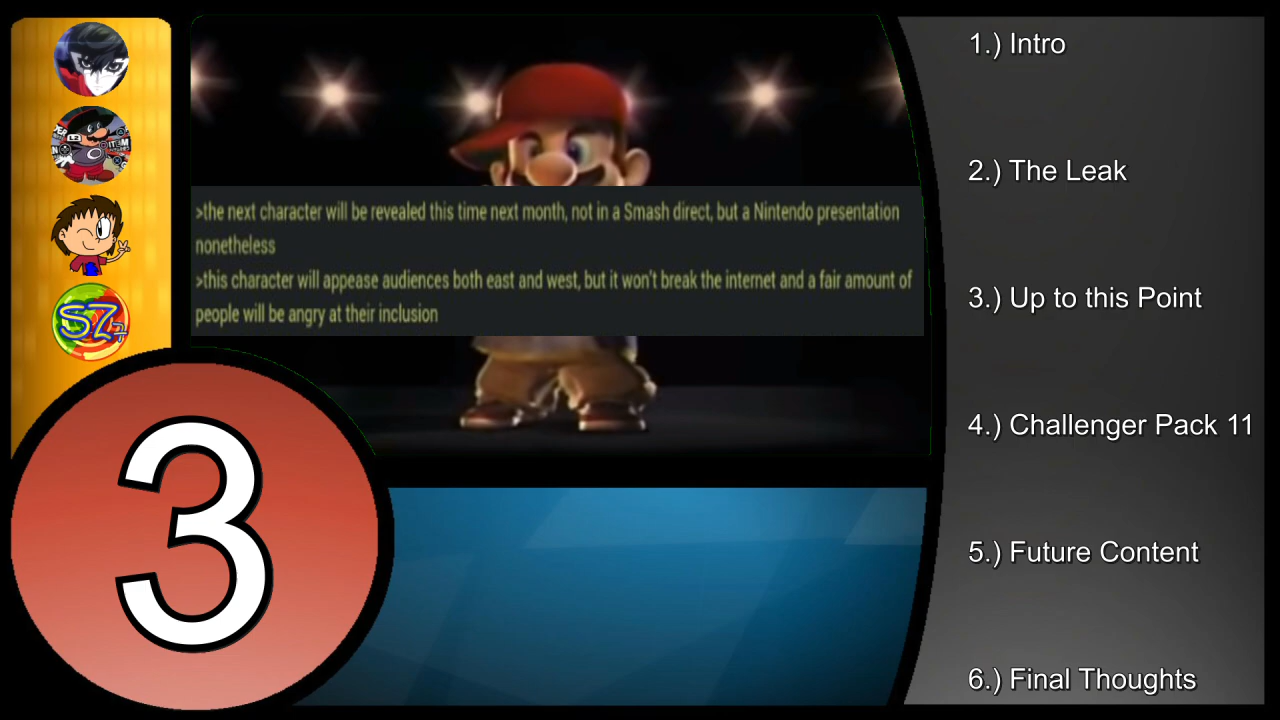 >the next character will be revealed this time next month, not in a Smash direct, but a Nintendo presentation
nonetheless
>this character will appease audiences both east and west, but it won't break the internet and a fair amount of
people will be angry at their inclusion
SZ
3
1.) Intro
2.) The Leak
3.) Up to this Point
4.) Challenger Pack 11
5.) Future Content
6.) Final Thoughts